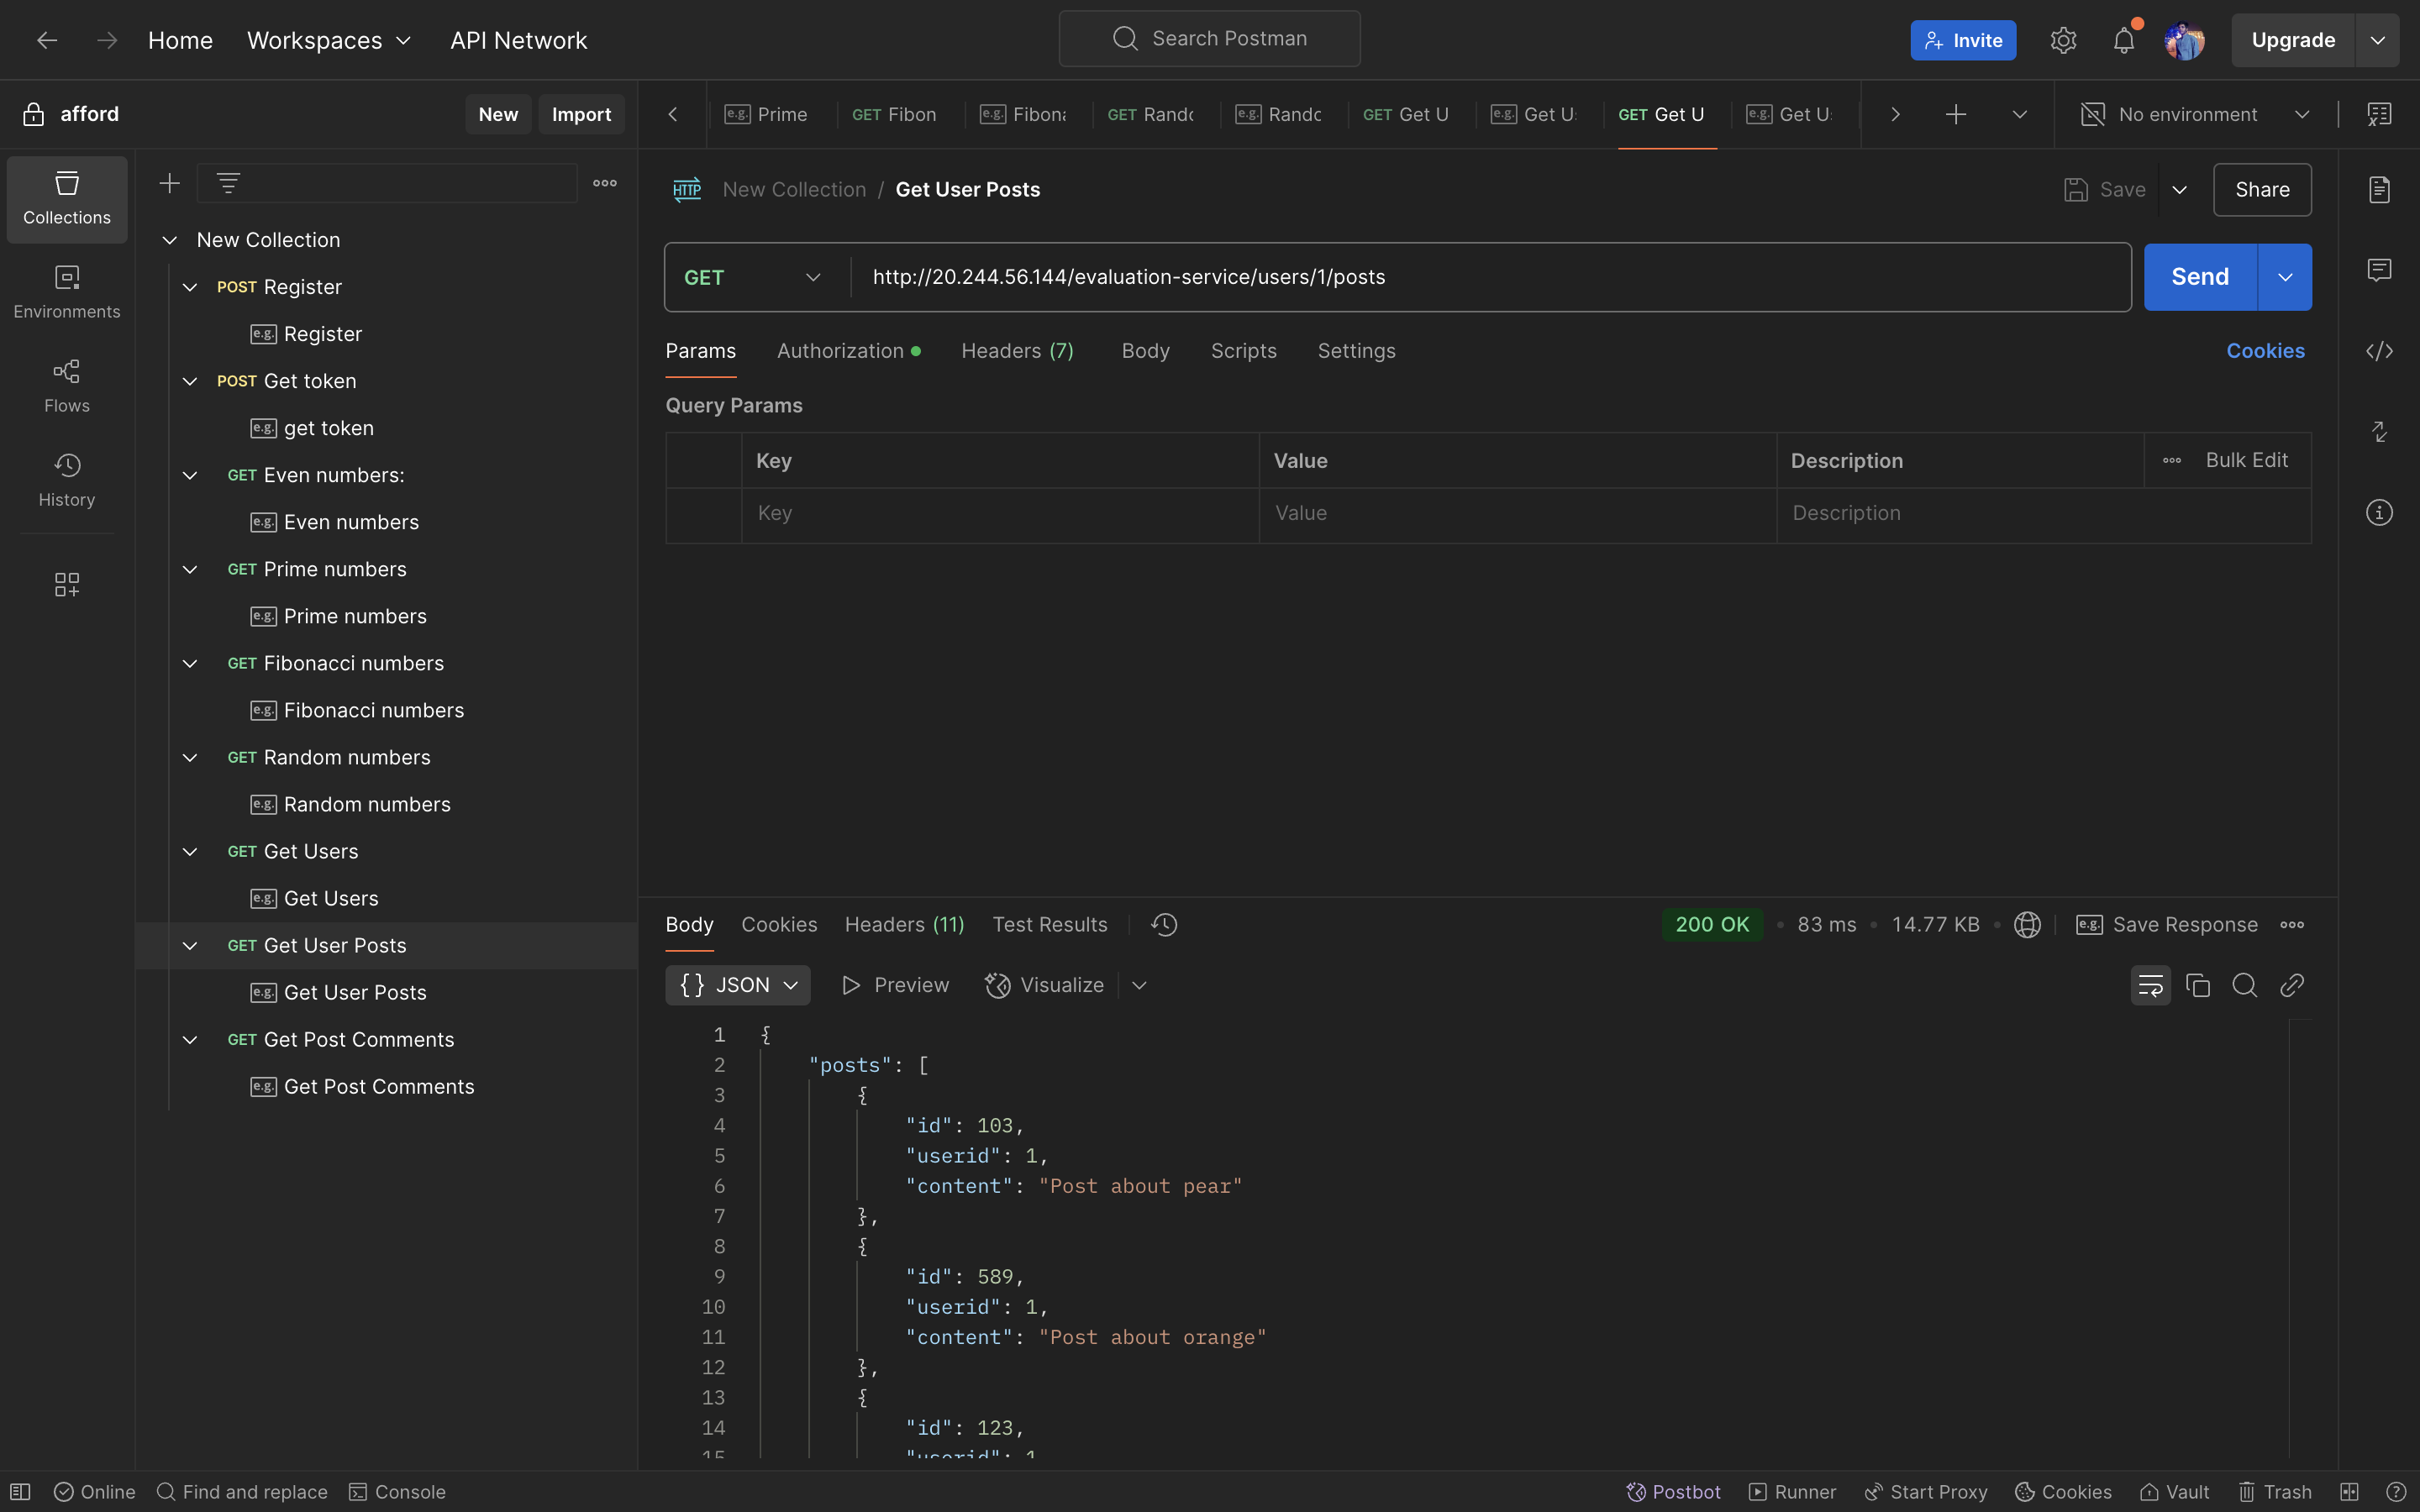 Home Workspaces API Network
Search Postman
Invite
Upgrade
afford
New Import
e.g. Prime GET Fibon e.g. Fibona GET Rando e.g. Rando GET Get U e.g. Get U GET Get U e.g. Get U
No environment
Collections
Environments
Flows
History
New Collection
POST Register
e.g. Register
POST Get token
e.g. get token
GET Even numbers:
e.g. Even numbers
GET Prime numbers
e.g. Prime numbers
GET Fibonacci numbers
e.g. Fibonacci numbers
GET Random numbers
e.g. Random numbers
GET Get Users
e.g. Get Users
GET Get User Posts
e.g. Get User Posts
GET Get Post Comments
e.g. Get Post Comments
HTTP New Collection / Get User Posts
Save
Share
GET http://20.244.56.144/evaluation-service/users/1/posts
Send
Params Authorization Headers (7) Body Scripts Settings
Cookies
Query Params
Key Value Description Bulk Edit
Key Value Description
Body Cookies Headers (11) Test Results
200 OK • 83 ms • 14.77 KB •
e.g. Save Response
{} JSON Preview Visualize
1 {
2 "posts": [
3 {
4 "id": 103,
5 "userid": 1,
6 "content": "Post about pear"
7 },
8 {
9 "id": 589,
10 "userid": 1,
11 "content": "Post about orange"
12 },
13 {
14 "id": 123,
15 "userid": 1
Online Find and replace Console
Postbot Runner Start Proxy Cookies Vault Trash